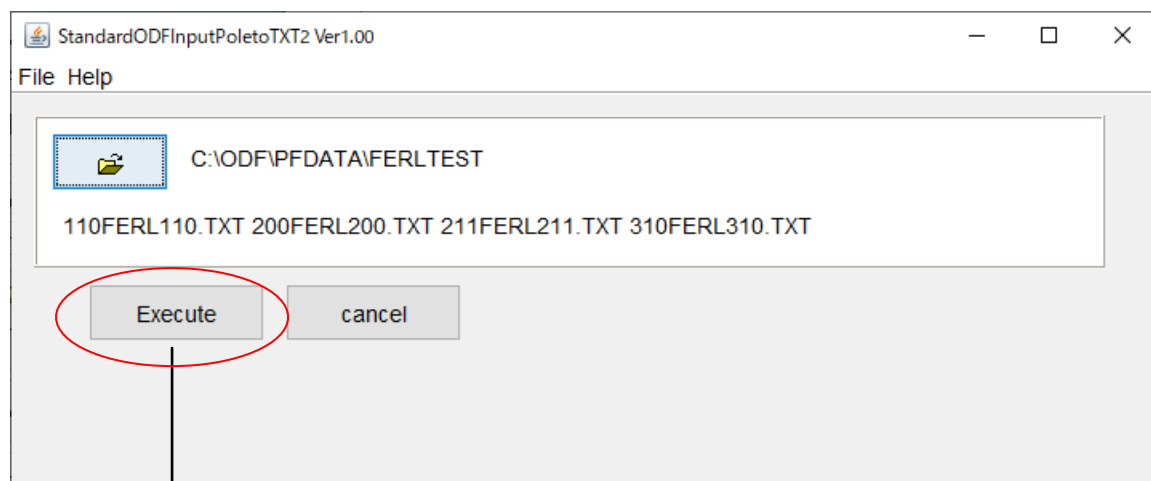 StandardODFInputPoletoTXT2 Ver1.00
File Help
C:\ODF\PFDATA\FERLTEST
110FERL110.TXT 200FERL200.TXT 211FERL211.TXT 310FERL310.TXT
Execute cancel